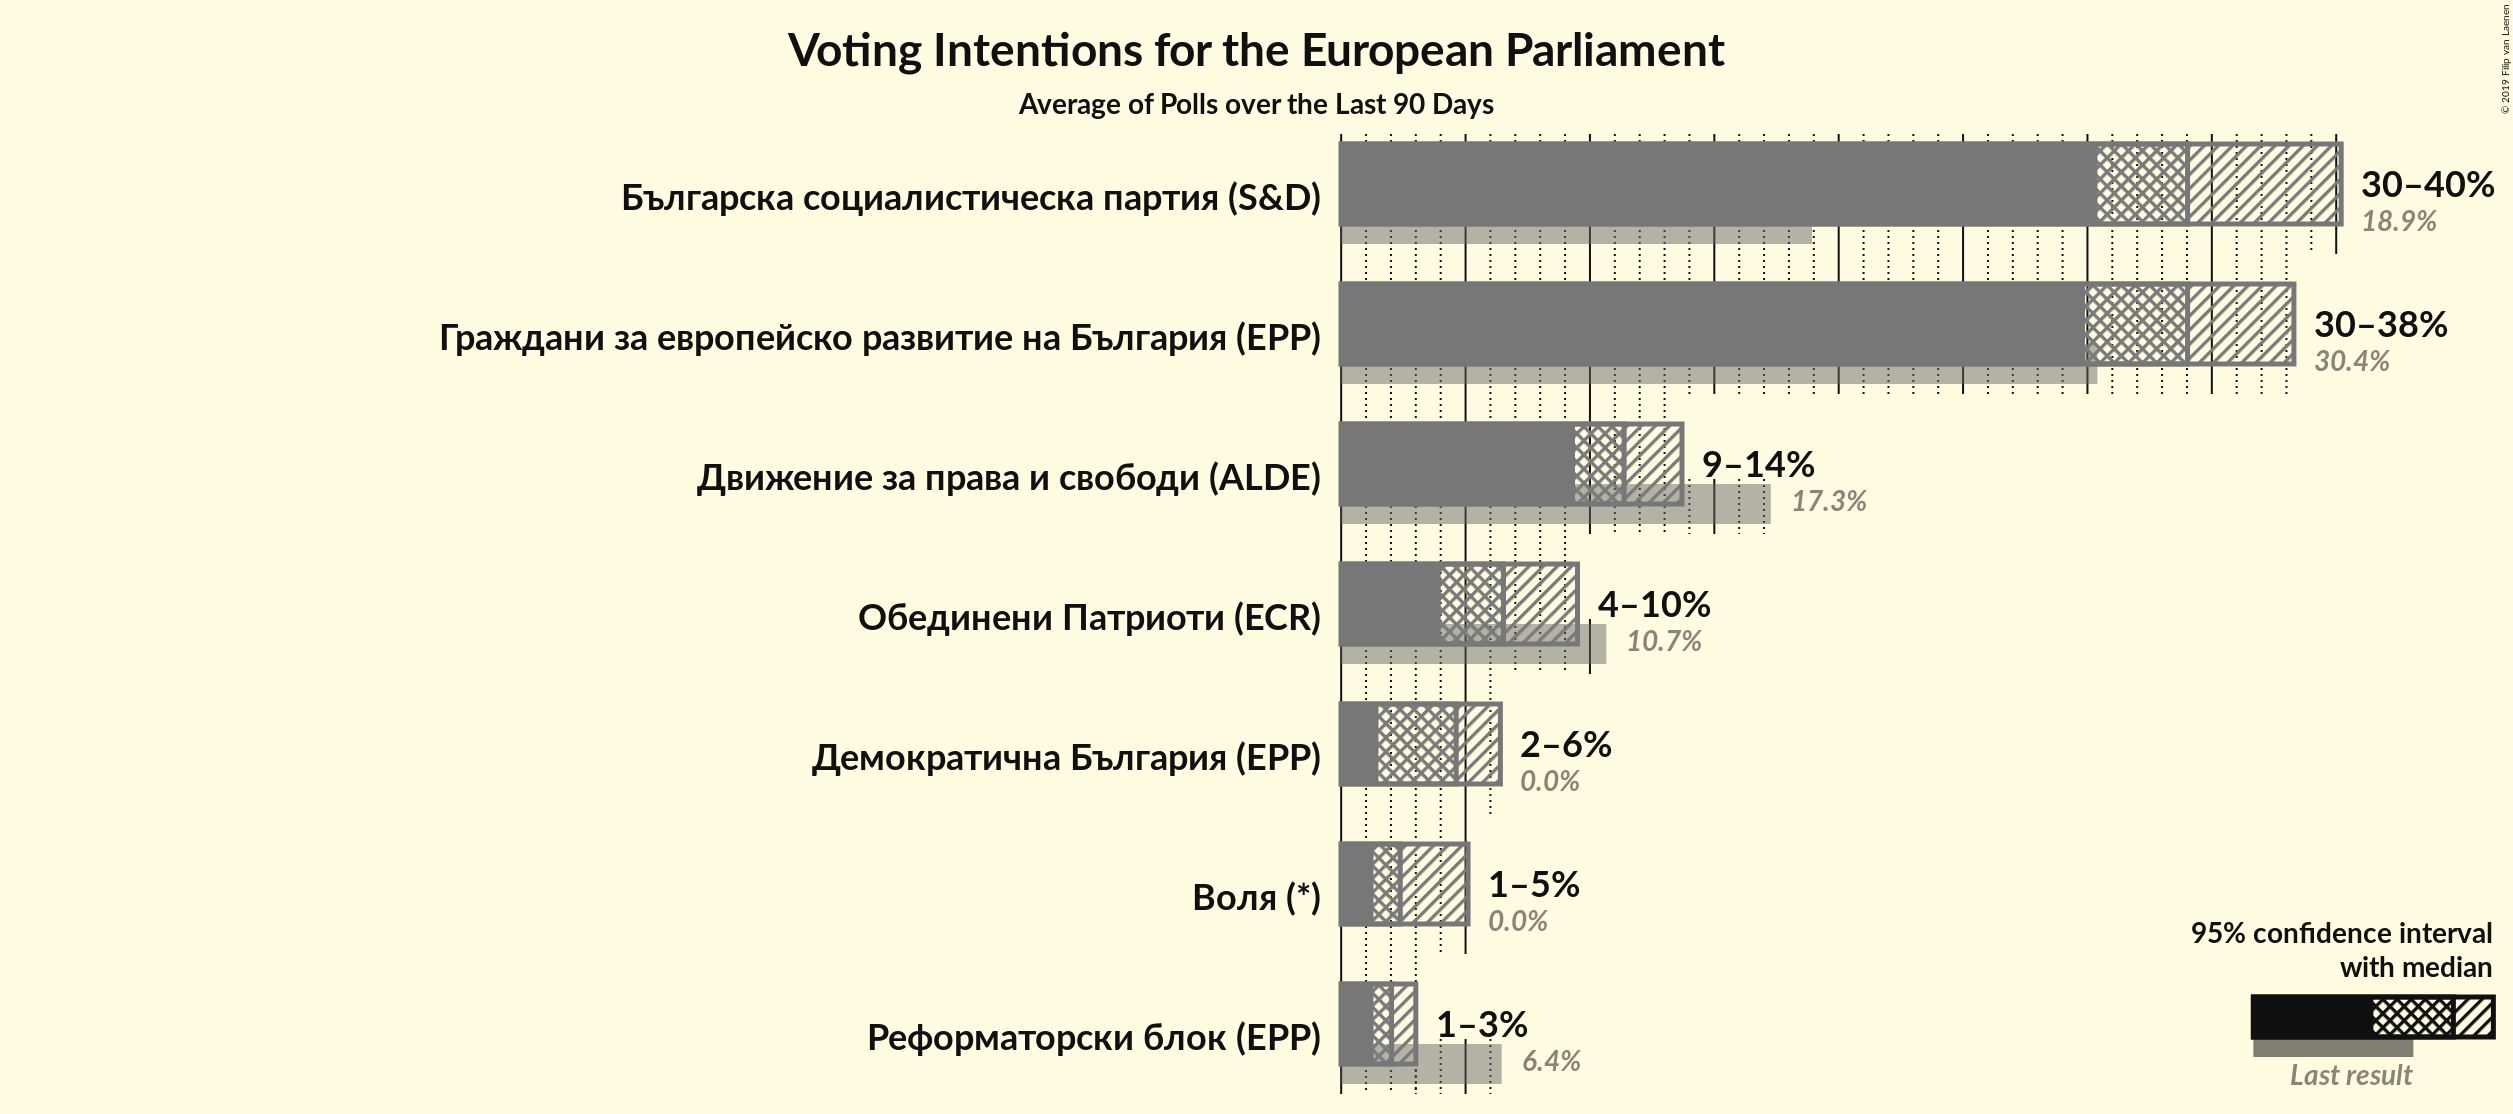 © 2019 Filip van Laenen
Voting Intentions for the European Parliament
Average of Polls over the Last 90 Days
Българска социалистическа партия (S&D)
30–40%
18.9%
Граждани за европейско развитие на България (EPP)
30–38%
30.4%
Движение за права и свободи (ALDE)
9–14%
17.3%
Обединени Патриоти (ECR)
4–10%
10.7%
Демократична България (EPP)
2–6%
0.0%
Воля (*)
1–5%
0.0%
Реформаторски блок (EPP)
1–3%
6.4%
95% confidence interval
with median
Last result